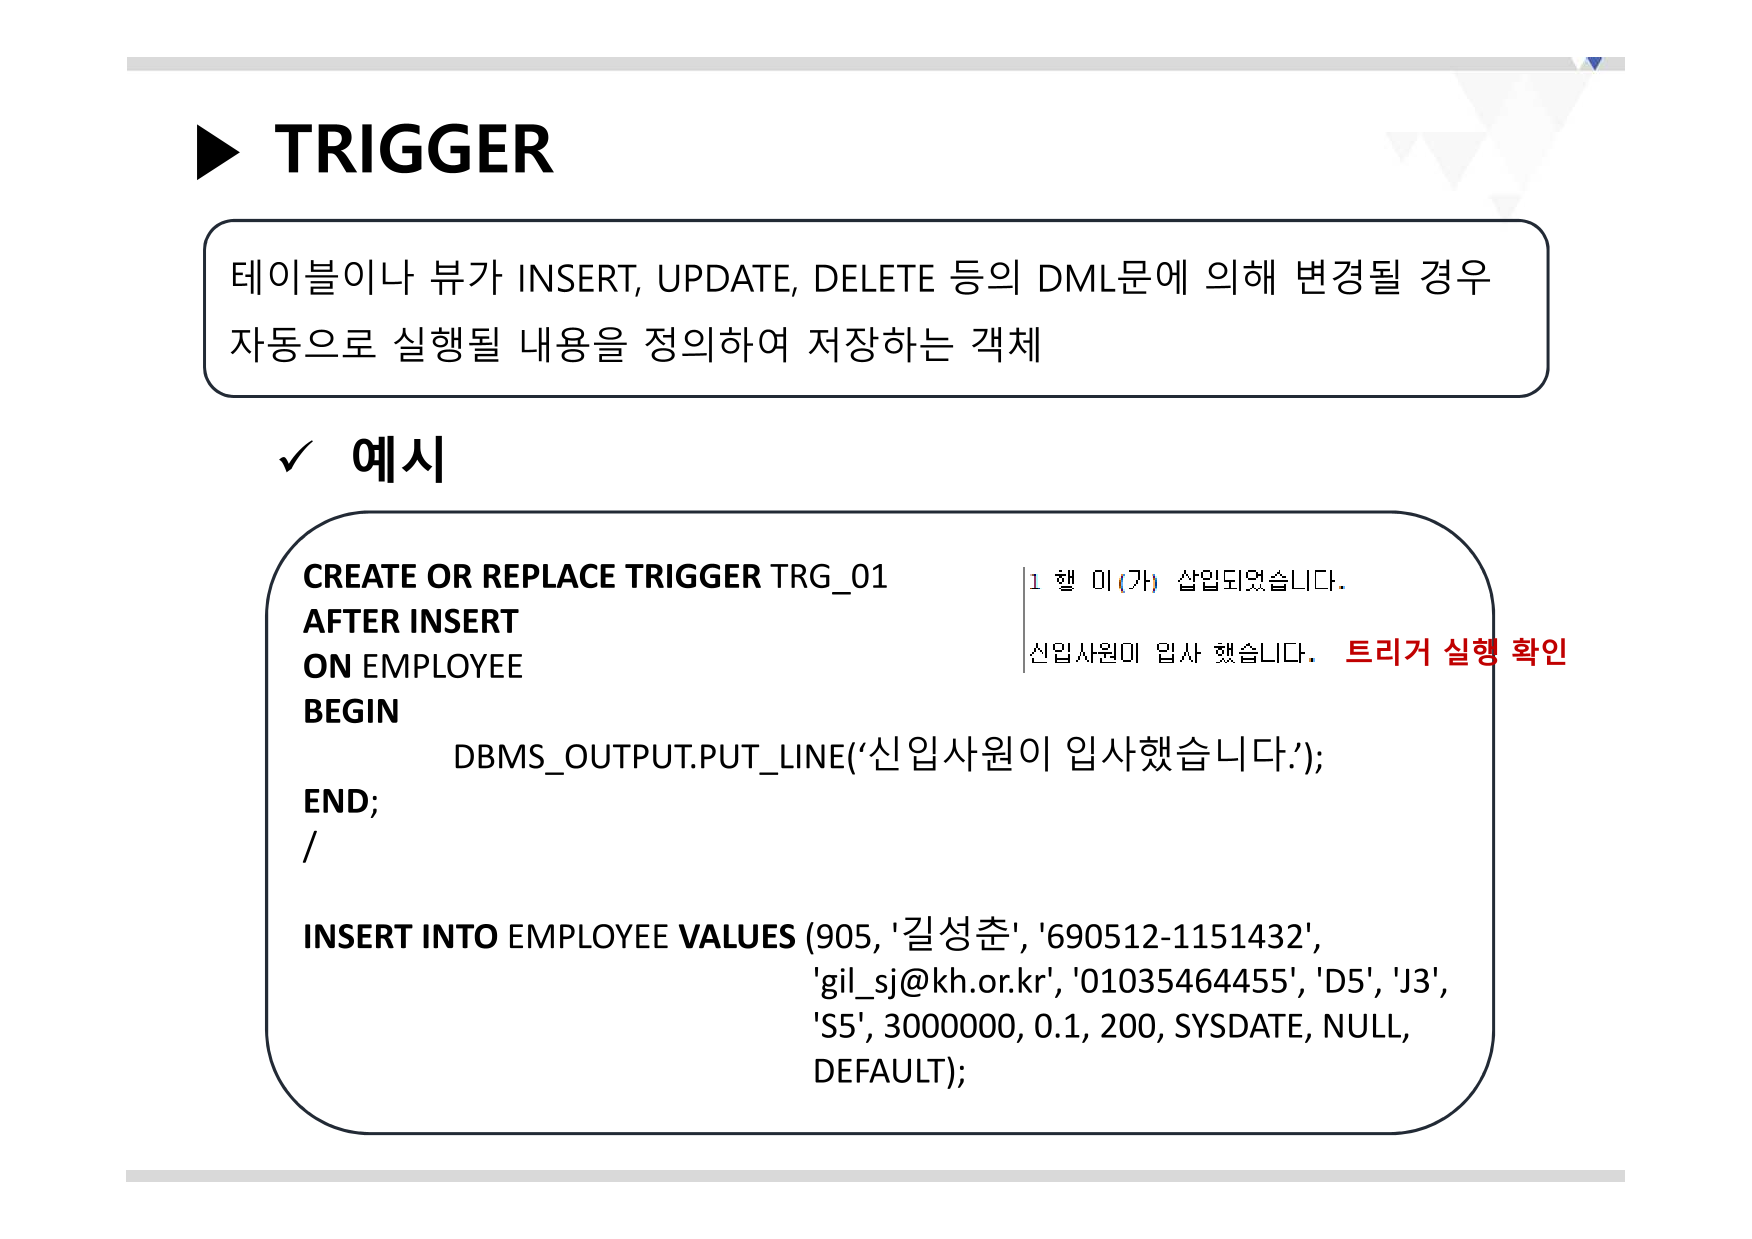 ▶ TRIGGER
테이블이나 뷰가 INSERT, UPDATE, DELETE 등의 DML문에 의해 변경될 경우
자동으로 실행될 내용을 정의하여 저장하는 객체
✓ 예시
CREATE OR REPLACE TRIGGER TRG_01
AFTER INSERT
ON EMPLOYEE
BEGIN
DBMS_OUTPUT.PUT_LINE(‘신입사원이 입사했습니다.’);
END;
/
1 행 이(가) 삽입되었습니다.
신입사원이 입사 했습니다.
트리거 실행 확인
INSERT INTO EMPLOYEE VALUES (905, '길성춘', '690512-1151432',
'gil_sj@kh.or.kr', '01035464455', 'D5', 'J3',
'S5', 3000000, 0.1, 200, SYSDATE, NULL,
DEFAULT);